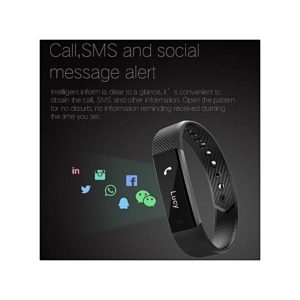 Call,SMS and social
message alert
Intelligent inform is clear to a glance, it`s convenient to
obtain the call, SMS and other information. Open the pattern
for no disturb, no information reminding received during
the time you set.
in
f
Lucy